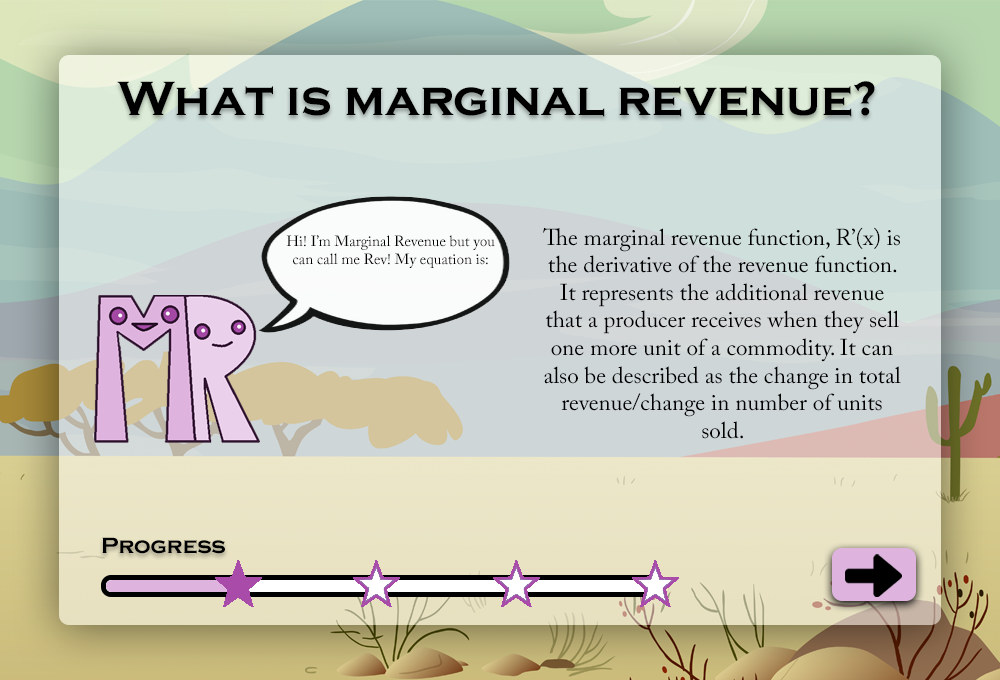 What is marginal revenue?
Hi! I'm Marginal Revenue but you
can call me Rev! My equation is:
MR
The marginal revenue function, R'(x) is
the derivative of the revenue function.
It represents the additional revenue
that a producer receives when they sell
one more unit of a commodity. It can
also be described as the change in total
revenue/change in number of units
sold.
Progress